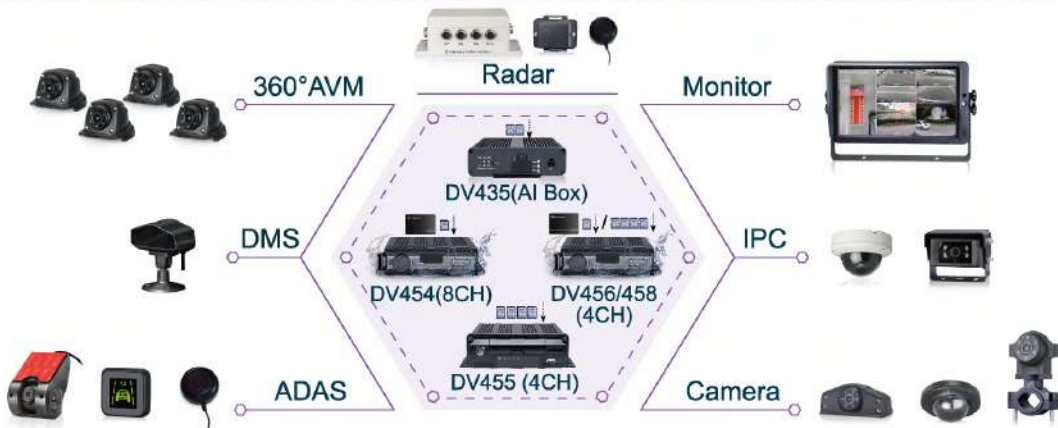 Radar
360°AVM
Monitor
DV435(AI Box)
DMS
IPC
DV454(8CH)
DV456/458
(4CH)
DV455 (4CH)
ADAS
Camera